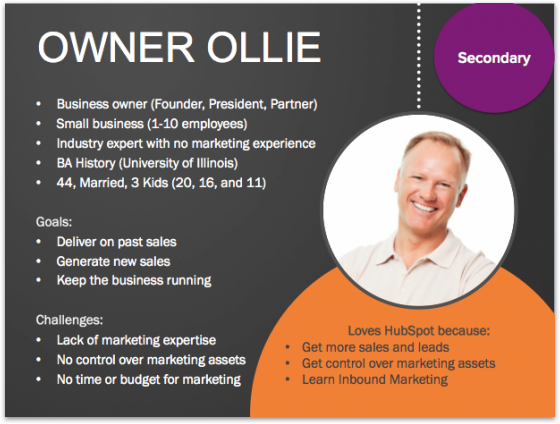 OWNER OLLIE
Secondary
• Business owner (Founder, President, Partner)
• Small business (1-10 employees)
• Industry expert with no marketing experience
• BA History (University of Illinois)
• 44, Married, 3 Kids (20, 16, and 11)
Goals:
• Deliver on past sales
• Generate new sales
• Keep the business running
Challenges:
• Lack of marketing expertise
• No control over marketing assets
• No time or budget for marketing
Loves HubSpot because:
• Get more sales and leads
• Get control over marketing assets
• Learn Inbound Marketing